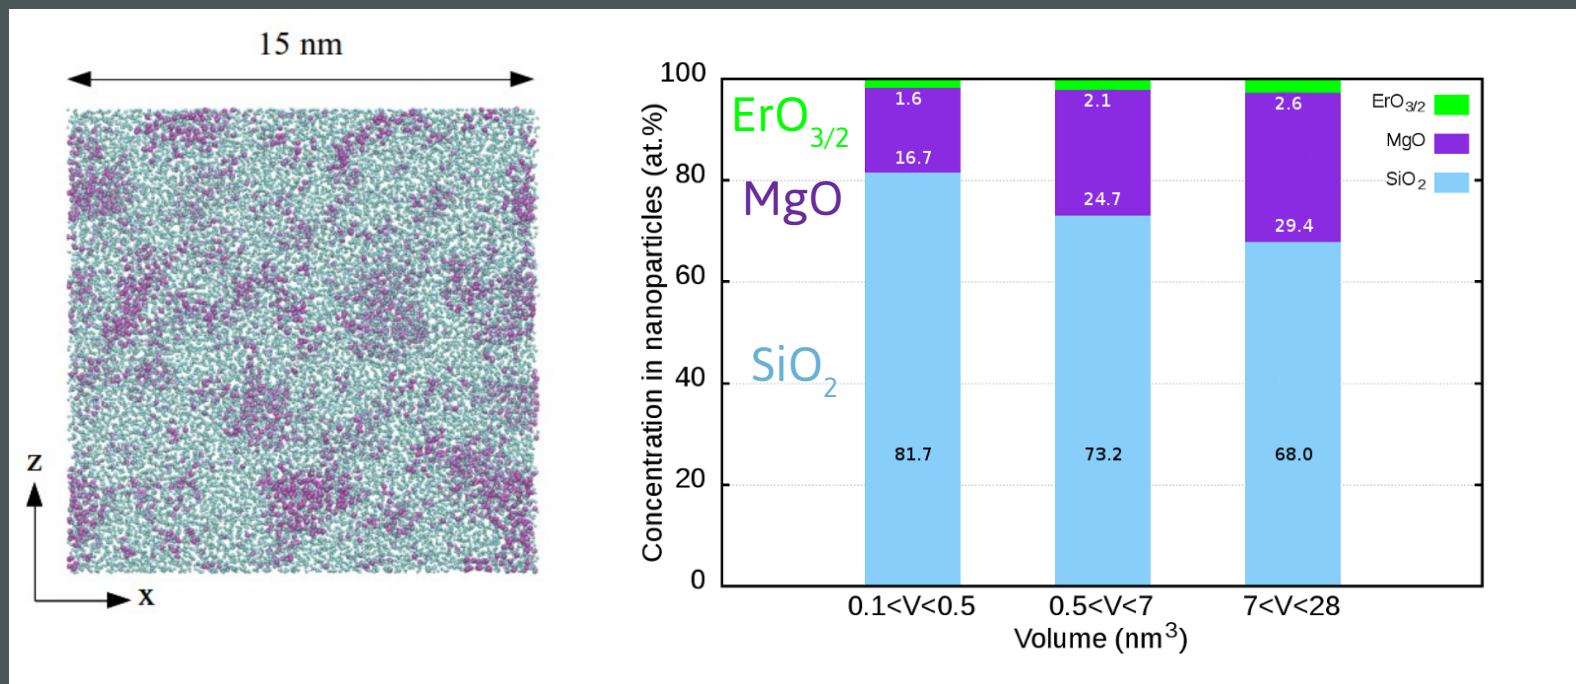 15 nm
z
x
Concentration in nanoparticles (at.%)
100
80
60
40
20
0
ErO3/2
MgO
SiO2
1.6
16.7
81.7
2.1
24.7
73.2
2.6
29.4
68.0
ErO3/2
MgO
SiO2
0.1<V<0.5
0.5<V<7
7<V<28
Volume (nm3)